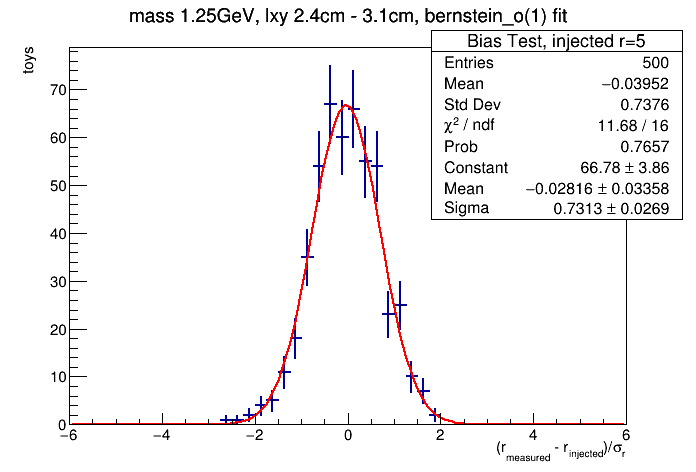 mass 1.25GeV, lxy 2.4cm - 3.1cm, bernstein_o(1) fit
Bias Test, injected r=5
Entries 500
Mean −0.03952
Std Dev 0.7376
χ² / ndf 11.68 / 16
Prob 0.7657
Constant 66.78 ± 3.86
Mean −0.02816 ± 0.03358
Sigma 0.7313 ± 0.0269
toys
70
60
50
40
30
20
10
0
−6 −4 −2 0 2 4 6
(r_measured - r_injected)/σ_r